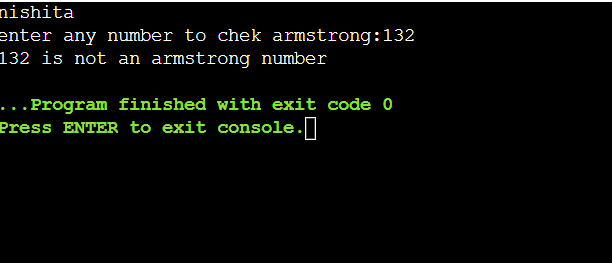 nishita
enter any number to chek armstrong:132
132 is not an armstrong number
...Program finished with exit code 0
Press ENTER to exit console.